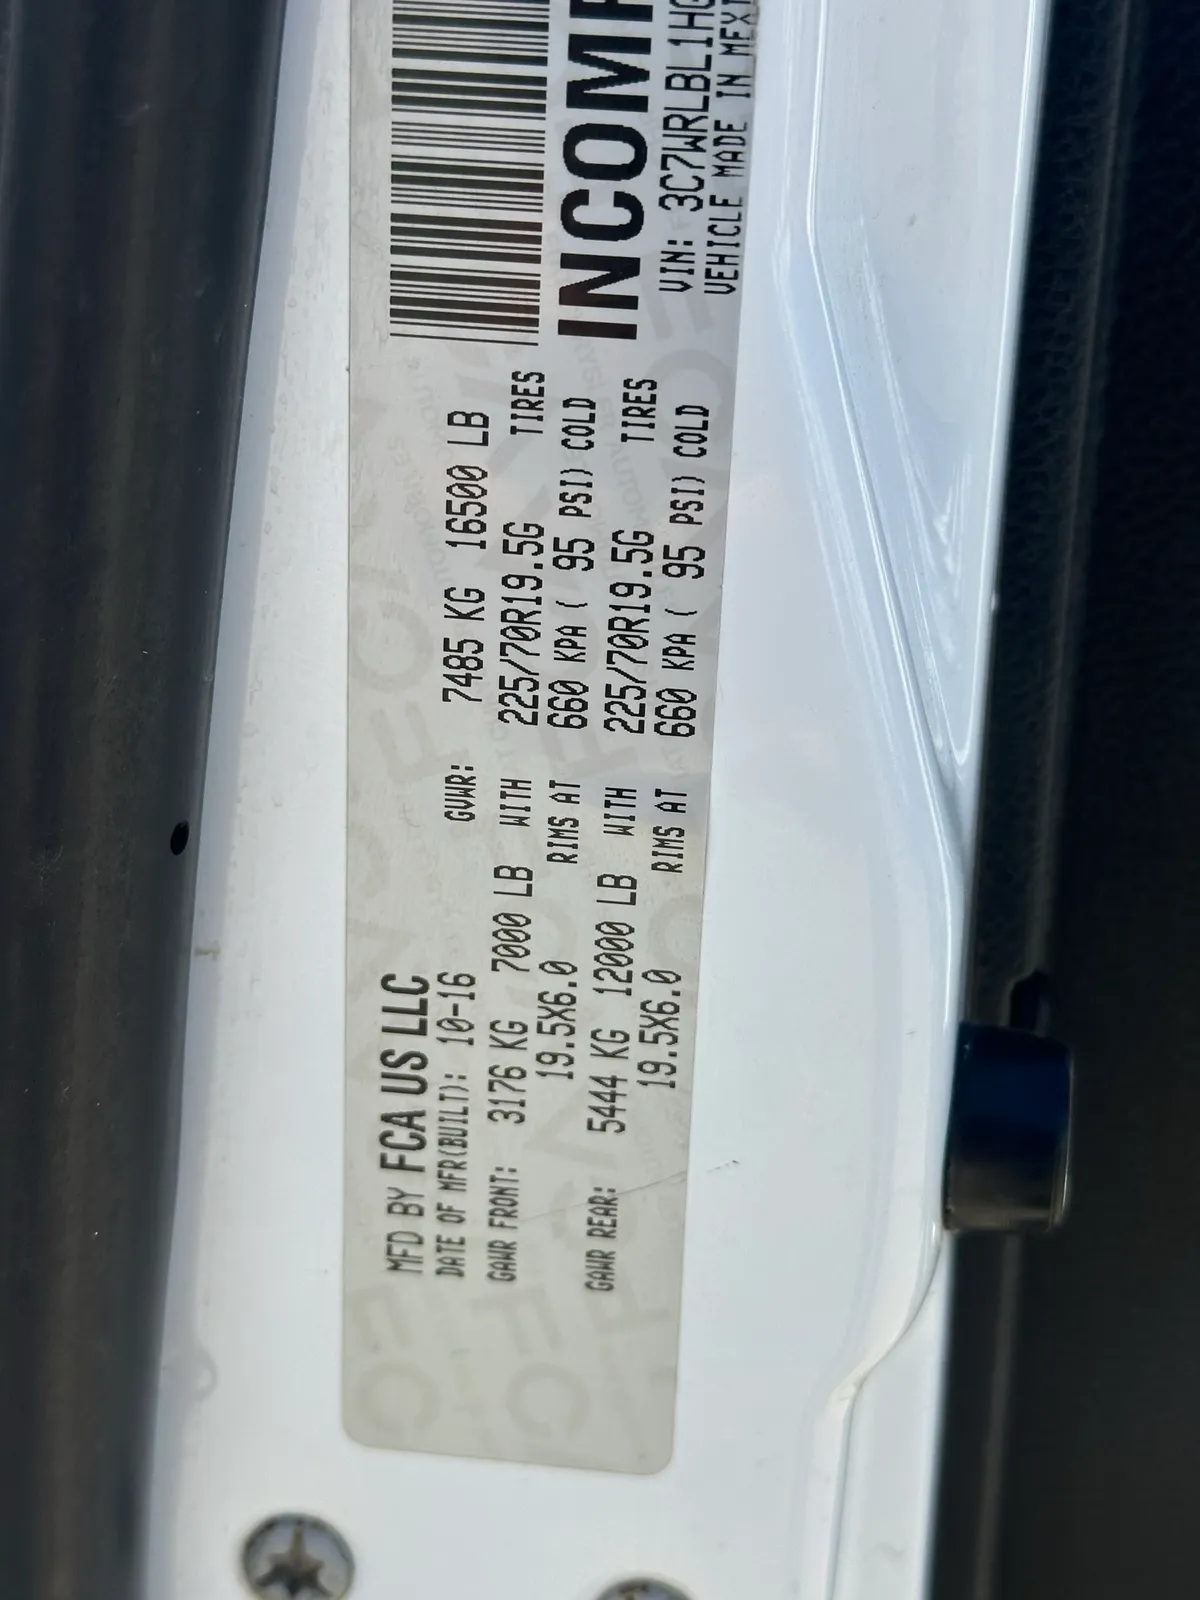 MFD BY FCA US LLC
DATE OF MFR(BUILT): 10-16 GVWR: 7485 KG 16500 LB
GAWR FRONT: 3176 KG 7000 LB WITH 225/70R19.5G TIRES
19.5X6.0 RIMS AT 660 KPA ( 95 PSI) COLD
GAWR REAR: 5444 KG 12000 LB WITH 225/70R19.5G TIRES
19.5X6.0 RIMS AT 660 KPA ( 95 PSI) COLD
VIN: 3C7WRLBL1HG
VEHICLE MADE IN